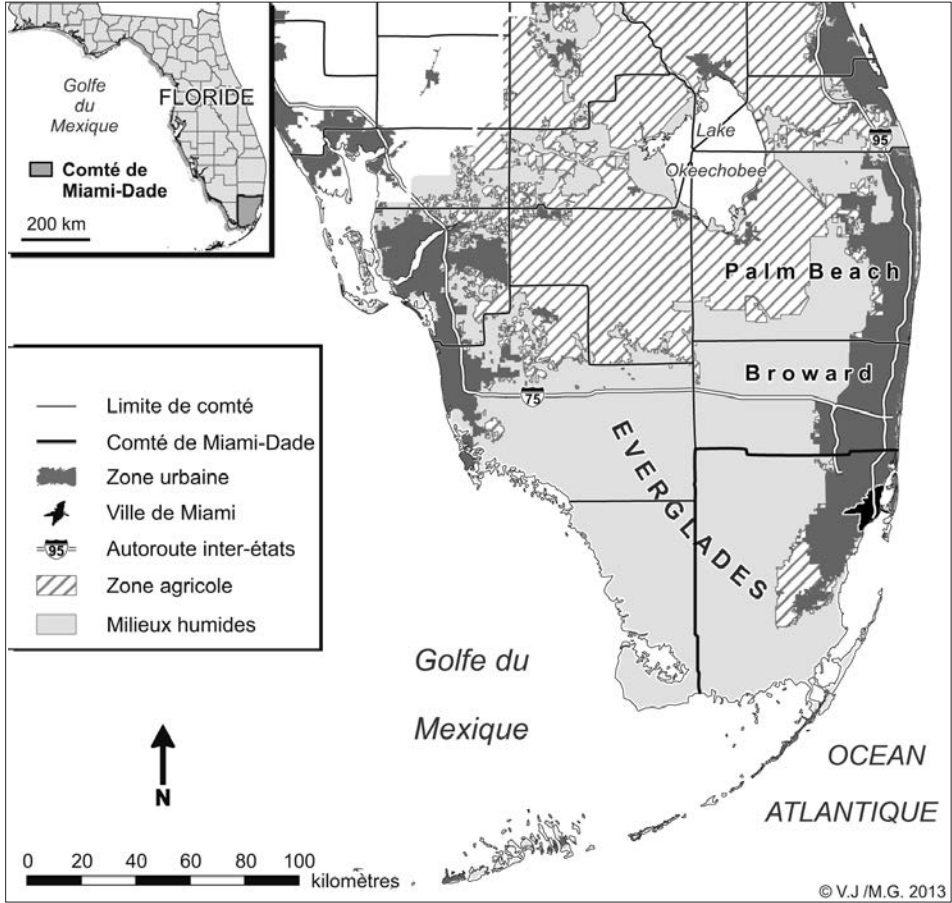 Golfe
du
Mexique
FLORIDE
Comté de
Miami-Dade
200 km
Lake
Okeechobee
95
Palm Beach
Broward
75
EVERGLADES
Limite de comté
Comté de Miami-Dade
Zone urbaine
Ville de Miami
95
Autoroute inter-états
Zone agricole
Milieux humides
Golfe du
Mexique
OCEAN
ATLANTIQUE
N
0 20 40 60 80 100
kilomètres
© V.J /M.G. 2013